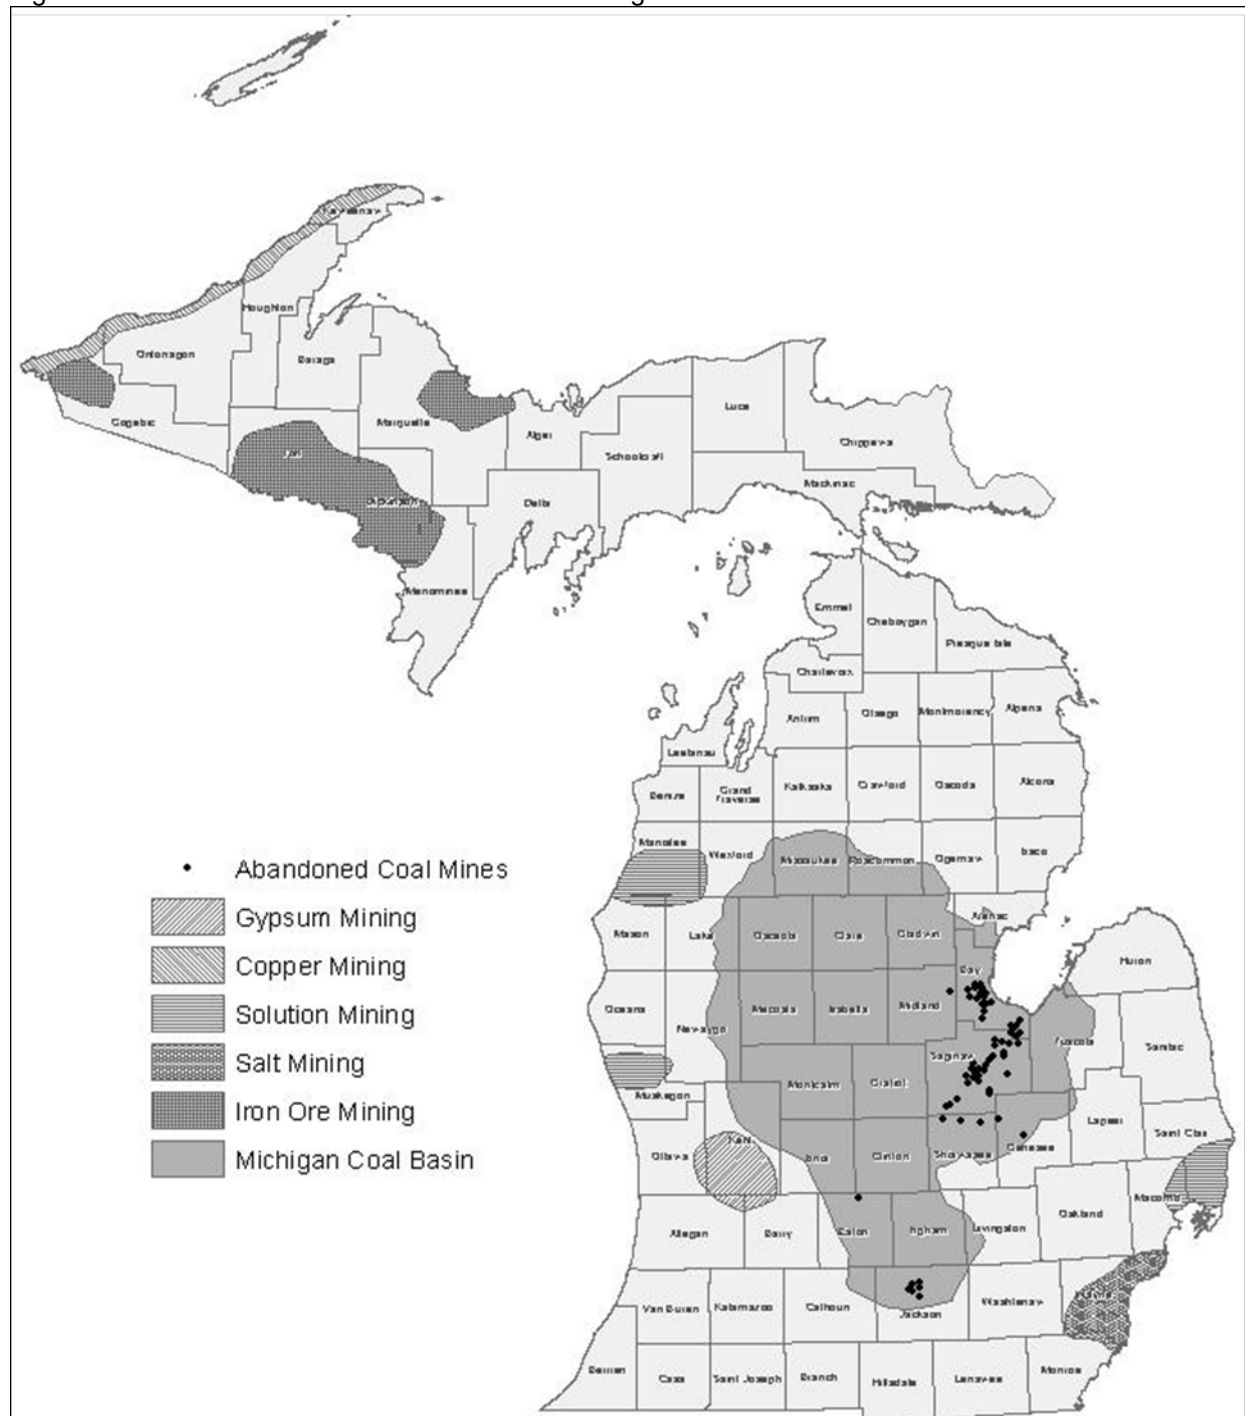 Keweenaw
Houghton
Ontonagon
Baraga
Gogebic
Marquette
Iron
Dickinson
Alger
Luce
Chippewa
Schoolcraft
Mackinac
Delta
Menominee
Emmet
Cheboygan
Presque Isle
Charlevoix
Antrim
Otsego
Montmorency
Alpena
Leelanau
Benzie
Grand
Traverse
Kalkaska
Crawford
Oscoda
Alcona
Manistee
Wexford
Missaukee
Roscommon
Ogemaw
Iosco
Abandoned Coal Mines
Gypsum Mining
Copper Mining
Solution Mining
Salt Mining
Iron Ore Mining
Michigan Coal Basin
Mason
Lake
Osceola
Clare
Gladwin
Arenac
Huron
Bay
Oceana
Newaygo
Mecosta
Isabella
Midland
Saginaw
Tuscola
Sanilac
Muskegon
Montcalm
Gratiot
Lapeer
Saint Clair
Ottawa
Kent
Ionia
Clinton
Shiawassee
Genesee
Macomb
Oakland
Allegan
Barry
Eaton
Ingham
Livingston
Van Buren
Kalamazoo
Calhoun
Jackson
Washtenaw
Wayne
Berrien
Cass
Saint Joseph
Branch
Hillsdale
Lenawee
Monroe